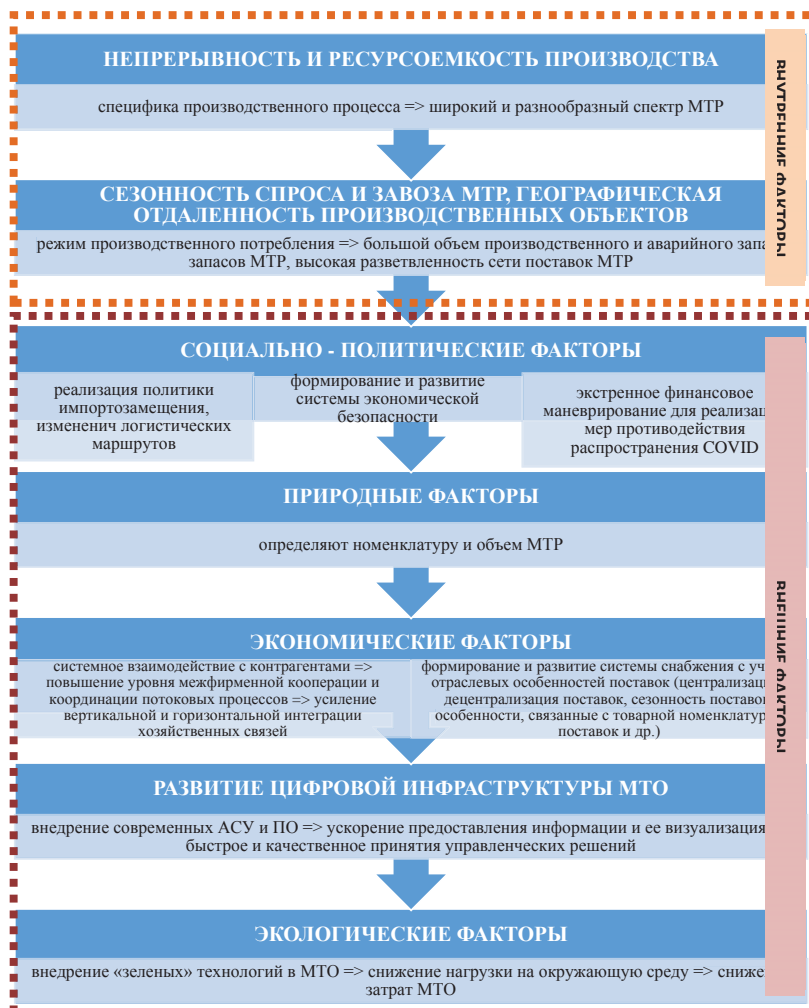 НЕПРЕРЫВНОСТЬ И РЕСУРСОЕМКОСТЬ ПРОИЗВОДСТВА
специфика производственного процесса => широкий и разнообразный спектр МТР
СЕЗОННОСТЬ СПРОСА И ЗАВОЗА МТР, ГЕОГРАФИЧЕСКАЯ
ОТДАЛЕННОСТЬ ПРОИЗВОДСТВЕННЫХ ОБЪЕКТОВ
режим производственного потребления => большой объем производственного и аварийного запа
запасов МТР, высокая разветвленность сети поставок МТР
ВНУТРЕННИЕ ФАКТОРЫ
СОЦИАЛЬНО - ПОЛИТИЧЕСКИЕ ФАКТОРЫ
реализация политики
импортозамещения,
изменени логистических
маршрутов
формирование и развитие
системы экономической
безопасности
экстренное финансовое
маневрирование для реализац
мер противодействия
распространения COVID
ПРИРОДНЫЕ ФАКТОРЫ
определяют номенклатуру и объем МТР
ЭКОНОМИЧЕСКИЕ ФАКТОРЫ
системное взаимодействие с контрагентами =>
повышение уровня межфирменной кооперации и
координации потоковых процессов => усиление
вертикальной и горизонтальной интеграции
хозяйственных связей
формирование и развитие системы снабжения с уч
отраслевых особенностей поставок (централизац
децентрализация поставок, сезонность поставок
особенности, связанные с товарной номенклатур
поставок и др.)
РАЗВИТИЕ ЦИФРОВОЙ ИНФРАСТРУКТУРЫ МТО
внедрение современных АСУ и ПО => ускорение предоставления информации и ее визуализация
быстрое и качественное принятия управленческих решений
ЭКОЛОГИЧЕСКИЕ ФАКТОРЫ
внедрение «зеленых» технологий в МТО => снижение нагрузки на окружающую среду => сниже
затрат МТО
ВНЕШНИЕ ФАКТОРЫ